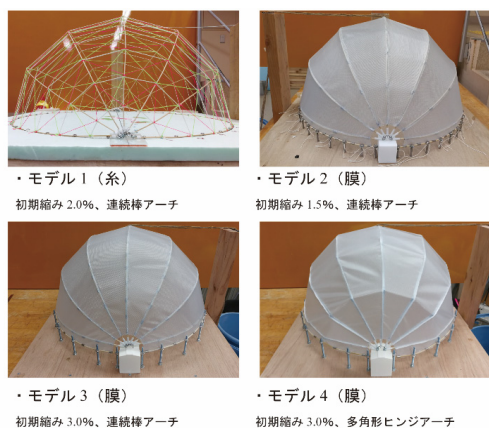 ・モデル1（糸）
初期縮み 2.0%、連続棒アーチ
・モデル2（膜）
初期縮み 1.5%、連続棒アーチ
・モデル3（膜）
初期縮み 3.0%、連続棒アーチ
・モデル4（膜）
初期縮み 3.0%、多角形ヒンジアーチ